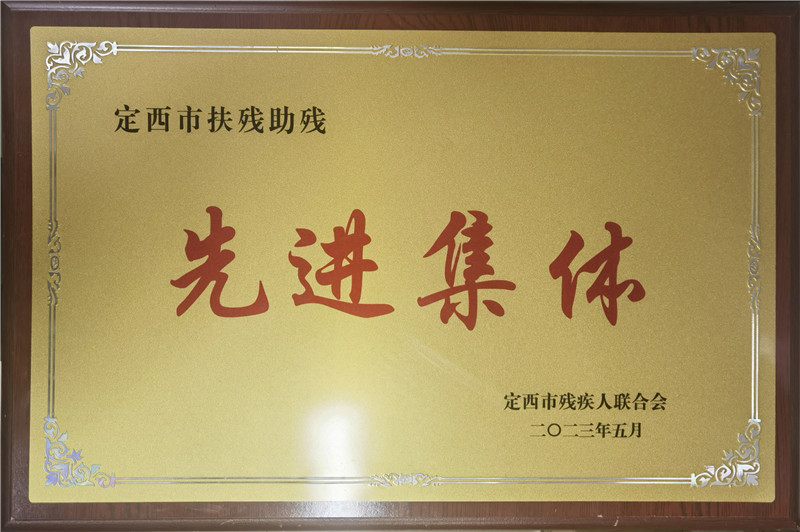 定西市扶残助残
先进集体
定西市残疾人联合会
二〇二三年五月